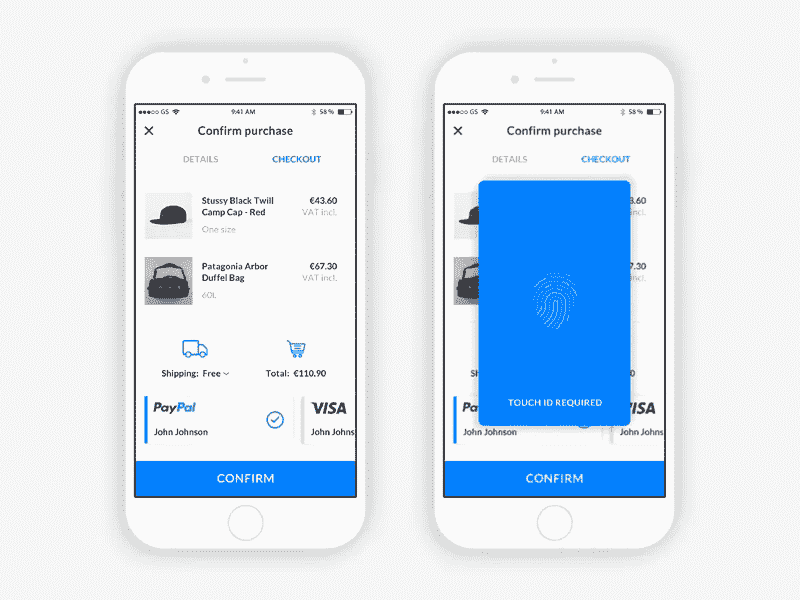 ●●●○○ GS 9:41 AM 58 %
Confirm purchase
DETAILS CHECKOUT
Stussy Black Twill €43.60
Camp Cap - Red VAT incl.
One size
Patagonia Arbor €67.30
Duffel Bag VAT incl.
60L
Shipping: Free Total: €110.90
PayPal VISA
John Johnson John Johns
CONFIRM
●●●○○ GS 9:41 AM 58 %
Confirm purchase
DETAILS CHECKOUT
3.60
incl.
7.30
incl.
TOUCH ID REQUIRED
Sh 0
Pa ISA
John Johnson John Johns
CONFIRM